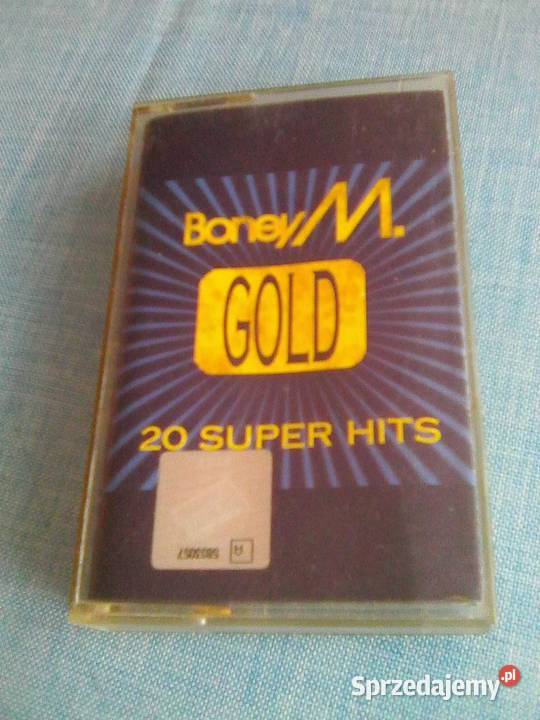 Boney M.
GOLD
20 SUPER HITS
5803057 A
Sprzedajemy.pl